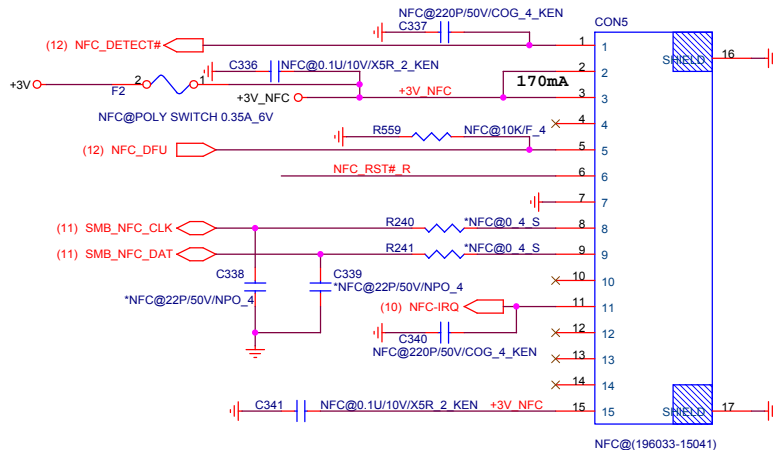 NFC@220P/50V/COG_4_KEN
C337
CON5
(12) NFC_DETECT#
1
1
SHIELD
16
C336
NFC@0.1U/10V/X5R_2_KEN
2
2
170mA
+3V
2
1
F2
+3V_NFC
+3V_NFC
3
3
NFC@POLY SWITCH 0.35A_6V
4
4
R559
NFC@10K/F_4
(12) NFC_DFU
5
5
NFC_RST#_R
6
6
7
7
(11) SMB_NFC_CLK
R240
*NFC@0_4_S
8
8
(11) SMB_NFC_DAT
R241
*NFC@0_4_S
9
9
C338
C339
*NFC@22P/50V/NPO_4
*NFC@22P/50V/NPO_4
10
10
(10) NFC-IRQ
11
11
C340
12
12
NFC@220P/50V/COG_4_KEN
13
13
14
14
C341
NFC@0.1U/10V/X5R_2_KEN
+3V_NFC
15
15
SHIELD
17
NFC@(196033-15041)